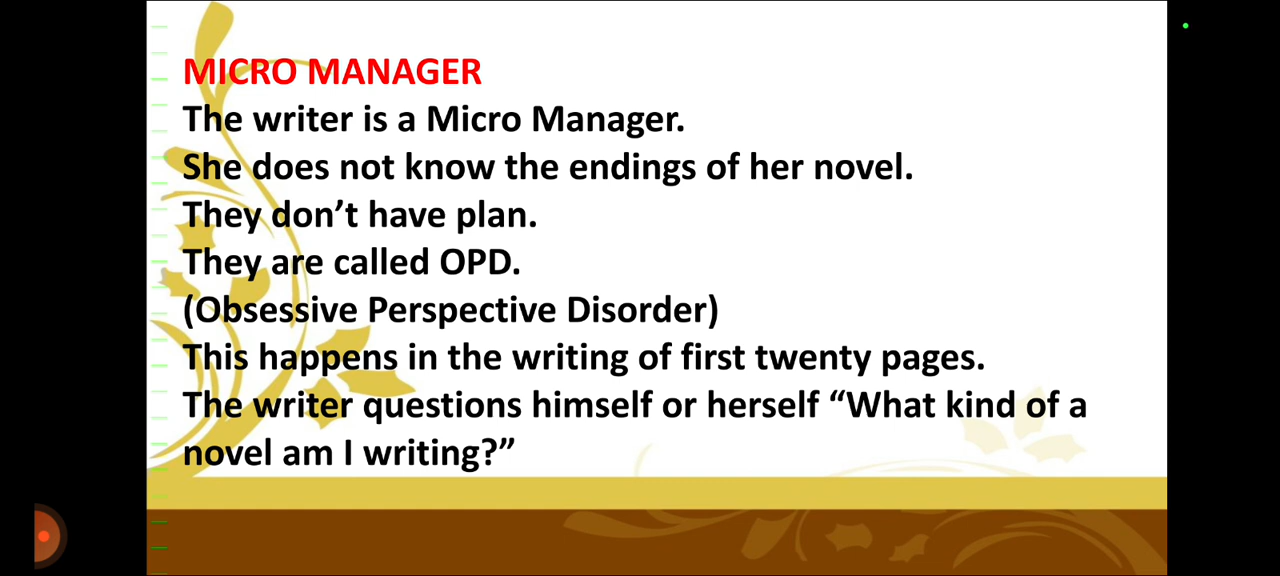 MICRO MANAGER
The writer is a Micro Manager.
She does not know the endings of her novel.
They don’t have plan.
They are called OPD.
(Obsessive Perspective Disorder)
This happens in the writing of first twenty pages.
The writer questions himself or herself “What kind of a
novel am I writing?”